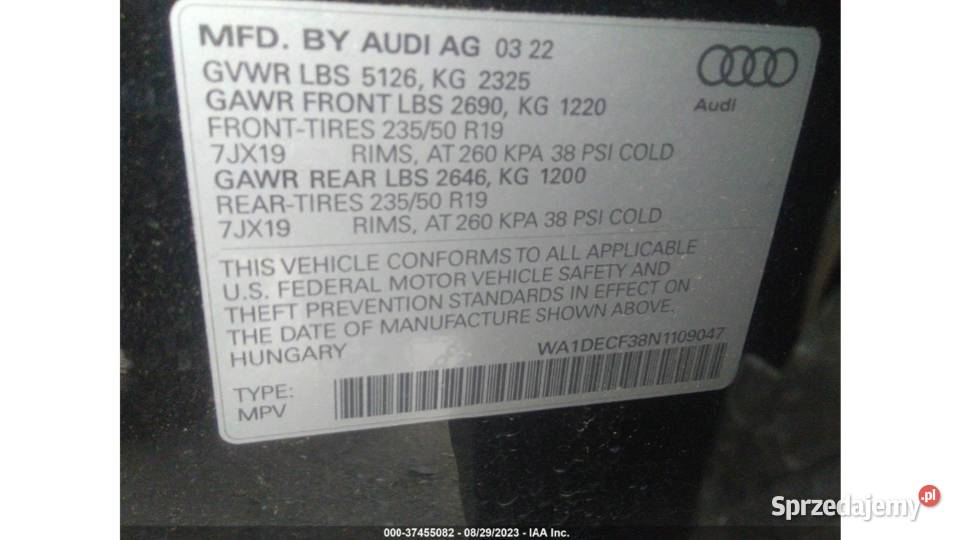 MFD. BY AUDI AG 03 22
GVWR LBS 5126, KG 2325
GAWR FRONT LBS 2690, KG 1220
FRONT-TIRES 235/50 R19
7JX19 RIMS, AT 260 KPA 38 PSI COLD
GAWR REAR LBS 2646, KG 1200
REAR-TIRES 235/50 R19
7JX19 RIMS, AT 260 KPA 38 PSI COLD
Audi
THIS VEHICLE CONFORMS TO ALL APPLICABLE
U.S. FEDERAL MOTOR VEHICLE SAFETY AND
THEFT PREVENTION STANDARDS IN EFFECT ON
THE DATE OF MANUFACTURE SHOWN ABOVE.
HUNGARY WA1DECF38N1109047
TYPE:
MPV
000-37455082 - 08/29/2023 - IAA Inc.
Sprzedajemy .pl